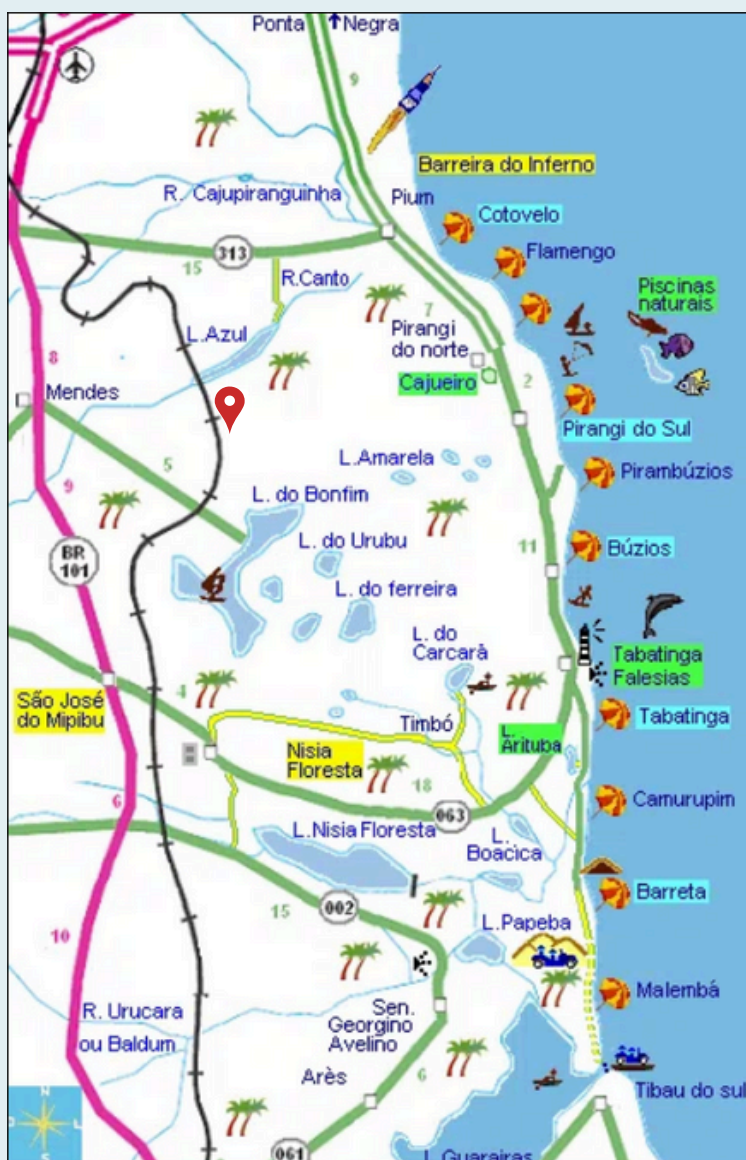 Ponta
Negra
9
Barreira do Inferno
R. Cajupiranguinha
Pium
Cotovelo
313
15
Flamengo
R.Canto
Piscinas
naturais
7
L.Azul
Pirangi
do norte
8
Cajueiro
2
Mendes
Pirangi do Sul
L.Amarela
5
Pirambúzios
9
L. do Bonfim
L. do Urubu
11
Búzios
BR
101
L. do ferreira
L. do
Carcarà
Tabatinga
Falesias
São José
do Mipibu
4
Timbó
Tabatinga
L.
Arituba
Nisia
Floresta
18
Camurupim
6
063
L.Nisia Floresta
L.
Boacica
Barreta
15
002
L.Papeba
10
Malembá
R. Urucara
ou Baldum
Sen.
Georgino
Avelino
6
Arès
Tibau do sul
N
O
L
S
061
L.Guarairas